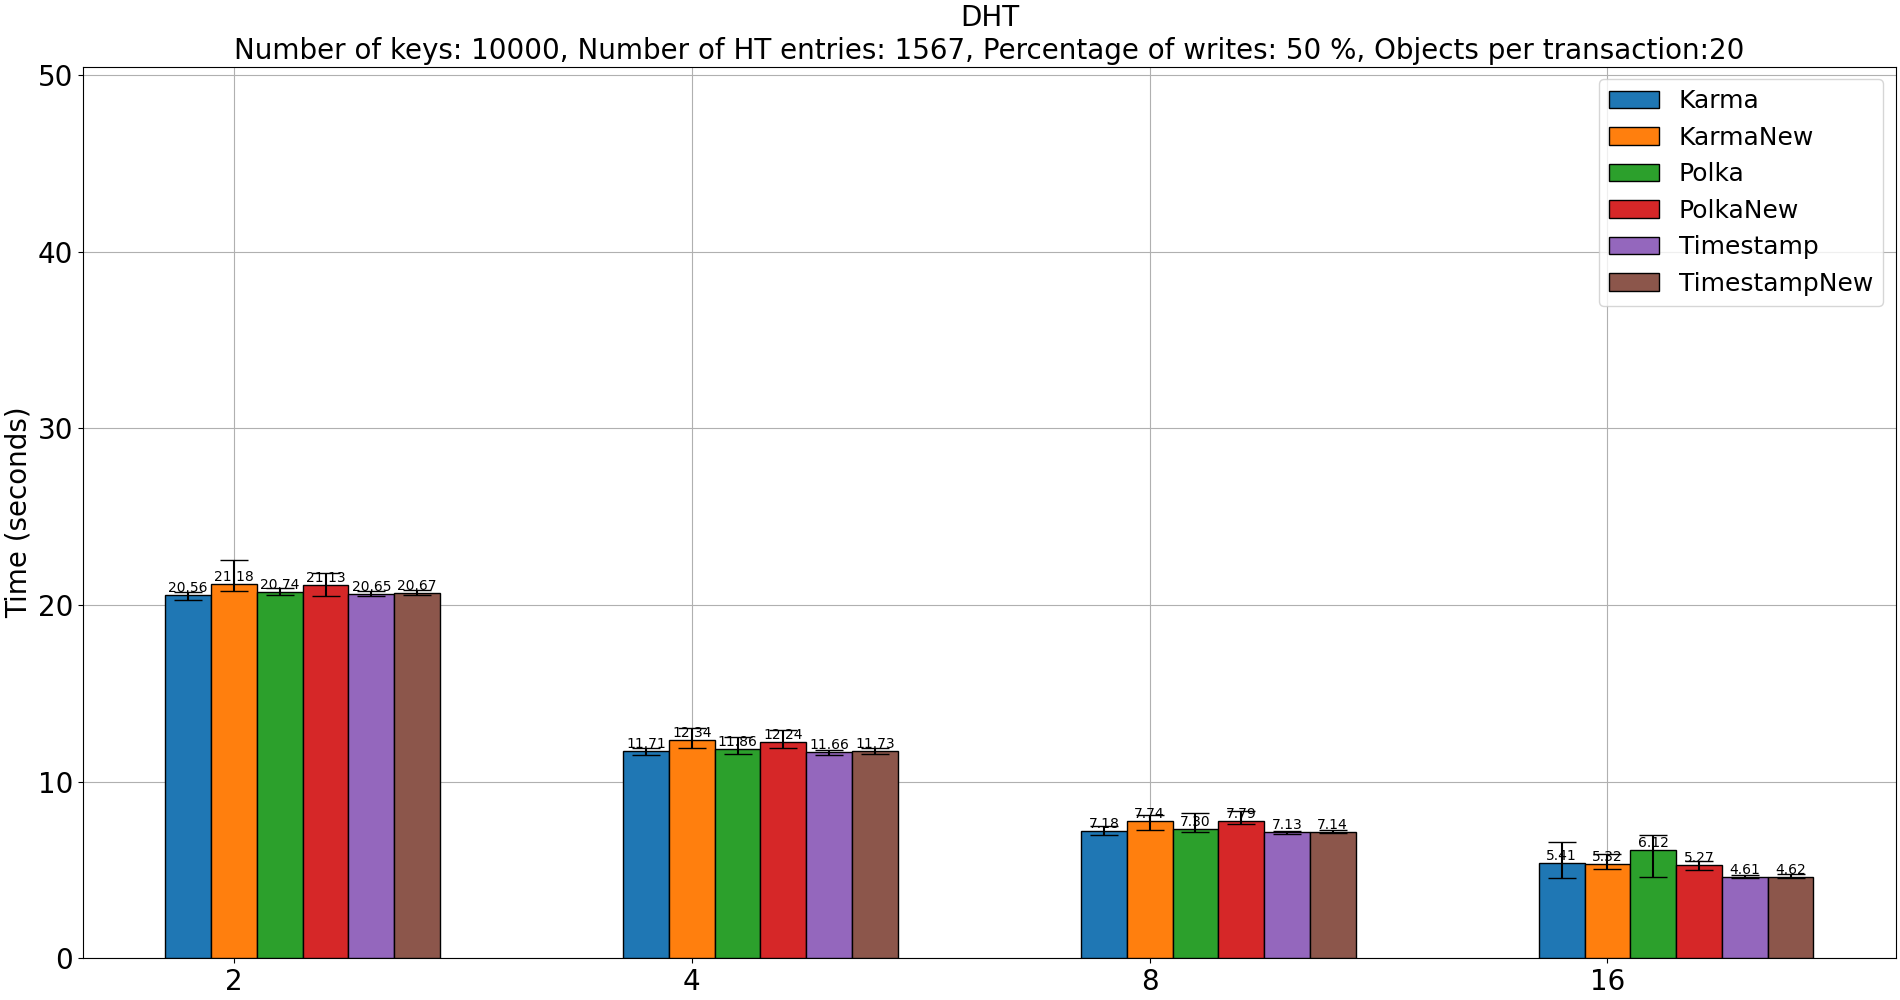 DHT
Number of keys: 10000, Number of HT entries: 1567, Percentage of writes: 50 %, Objects per transaction:20
Time (seconds)
50
40
30
20
10
0
Karma
KarmaNew
Polka
PolkaNew
Timestamp
TimestampNew
20.56 21.18 20.74 21.13 20.65 20.67
11.71 12.34 11.86 12.24 11.66 11.73
7.18 7.74 7.30 7.79 7.13 7.14
5.41 5.32 6.12 5.27 4.61 4.62
2 4 8 16